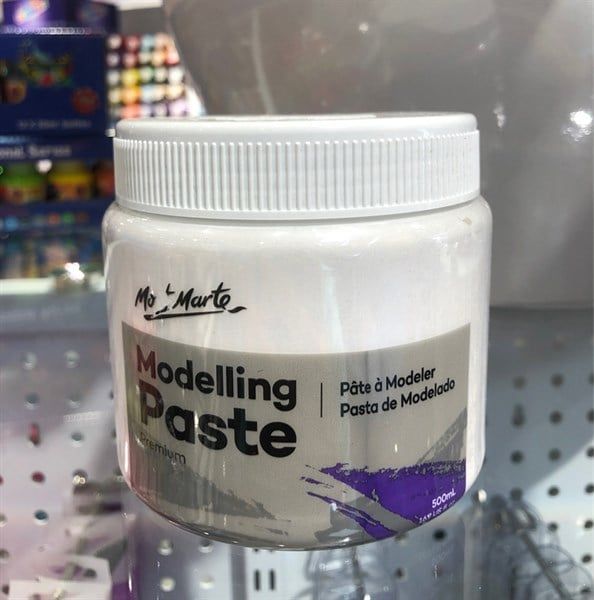 Mont Marte
Modelling
Paste
Premium
Pâte à Modeler
Pasta de Modelado
500mL